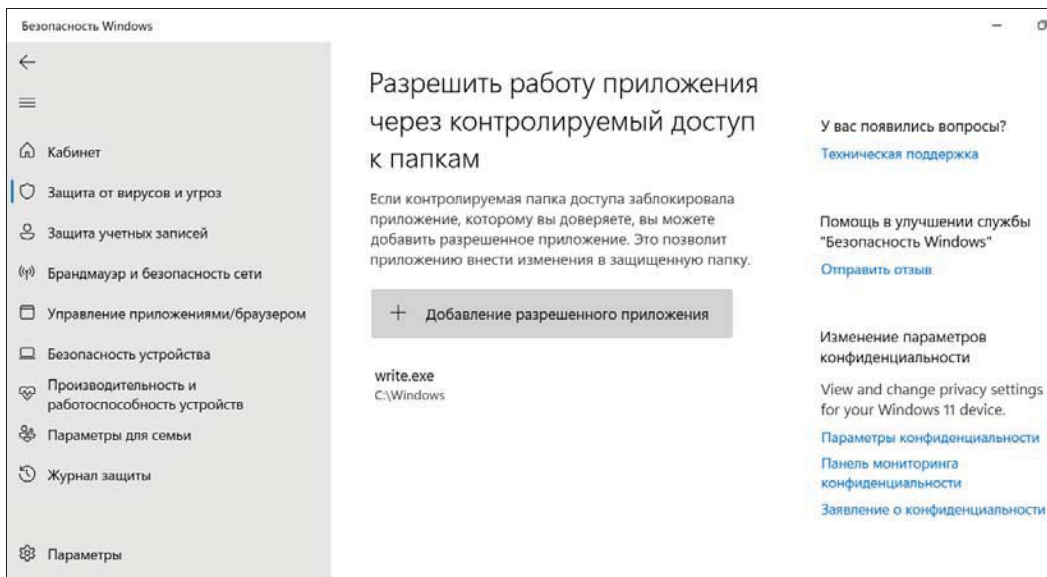 Безопасность Windows
Кабинет
Защита от вирусов и угроз
Защита учетных записей
Брандмауэр и безопасность сети
Управление приложениями/браузером
Безопасность устройства
Производительность и
работоспособность устройств
Параметры для семьи
Журнал защиты
Параметры
Разрешить работу приложения
через контролируемый доступ
к папкам
Если контролируемая папка доступа заблокировала
приложение, которому вы доверяете, вы можете
добавить разрешенное приложение. Это позволит
приложению внести изменения в защищенную папку.
Добавление разрешенного приложения
write.exe
C:\Windows
У вас появились вопросы?
Техническая поддержка
Помощь в улучшении службы
"Безопасность Windows"
Отправить отзыв
Изменение параметров
конфиденциальности
View and change privacy settings
for your Windows 11 device.
Параметры конфиденциальности
Панель мониторинга
конфиденциальности
Заявление о конфиденциальности